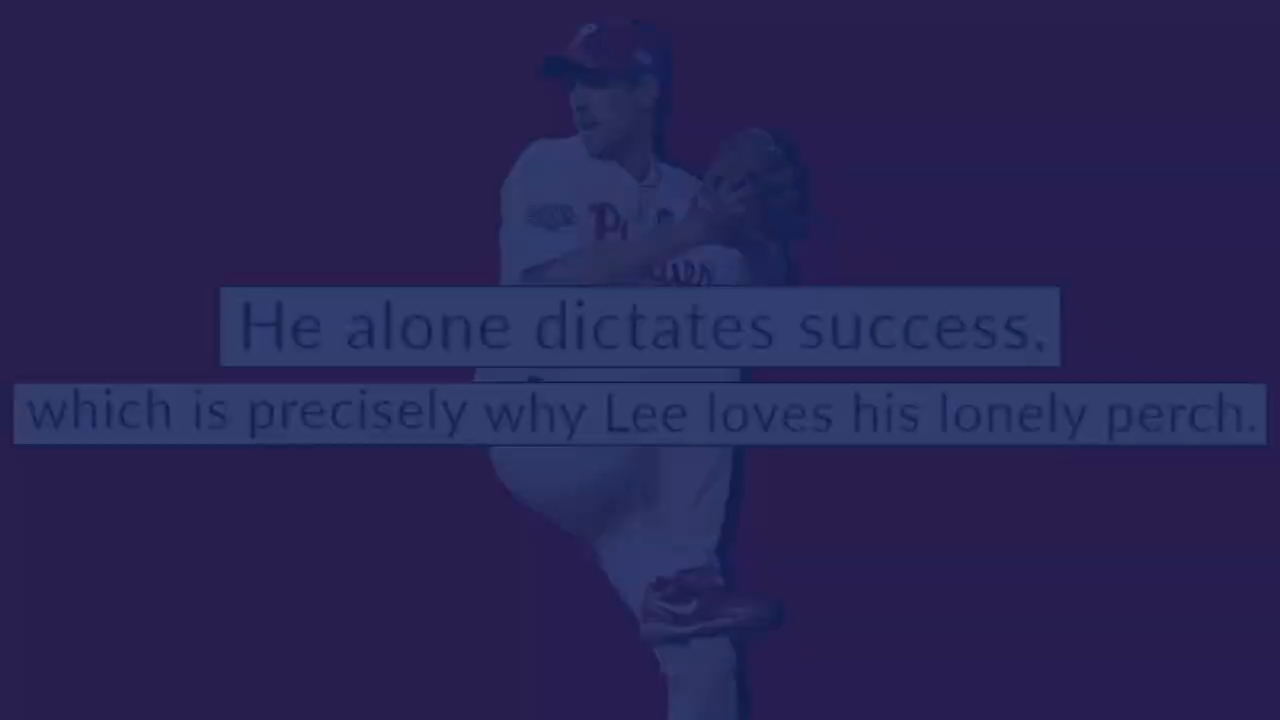 He alone dictates success,
which is precisely why Lee loves his lonely perch.